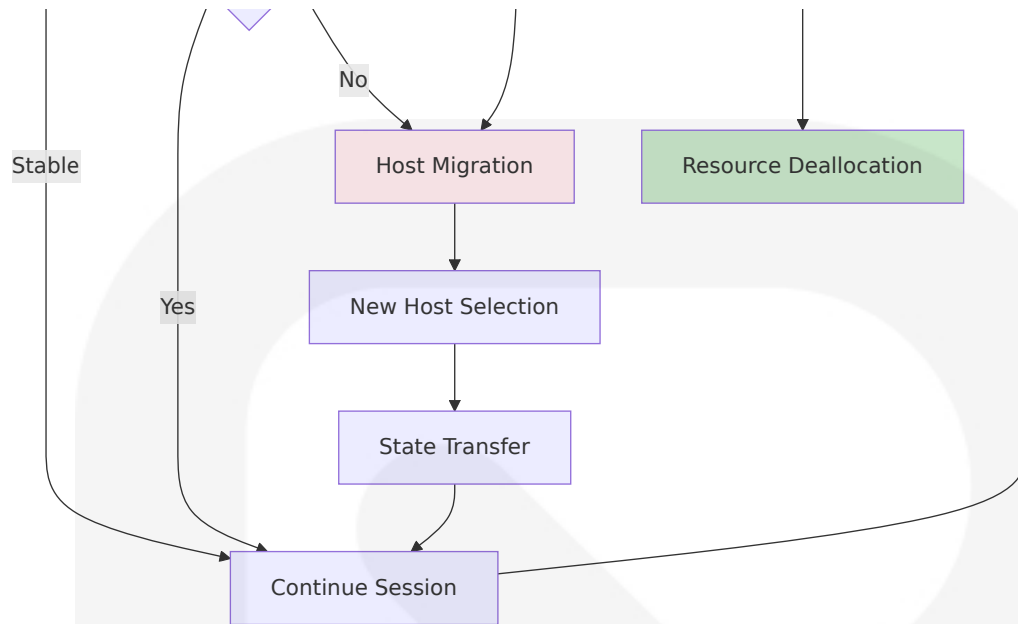 No
Stable
Host Migration
Resource Deallocation
Yes
New Host Selection
State Transfer
Continue Session